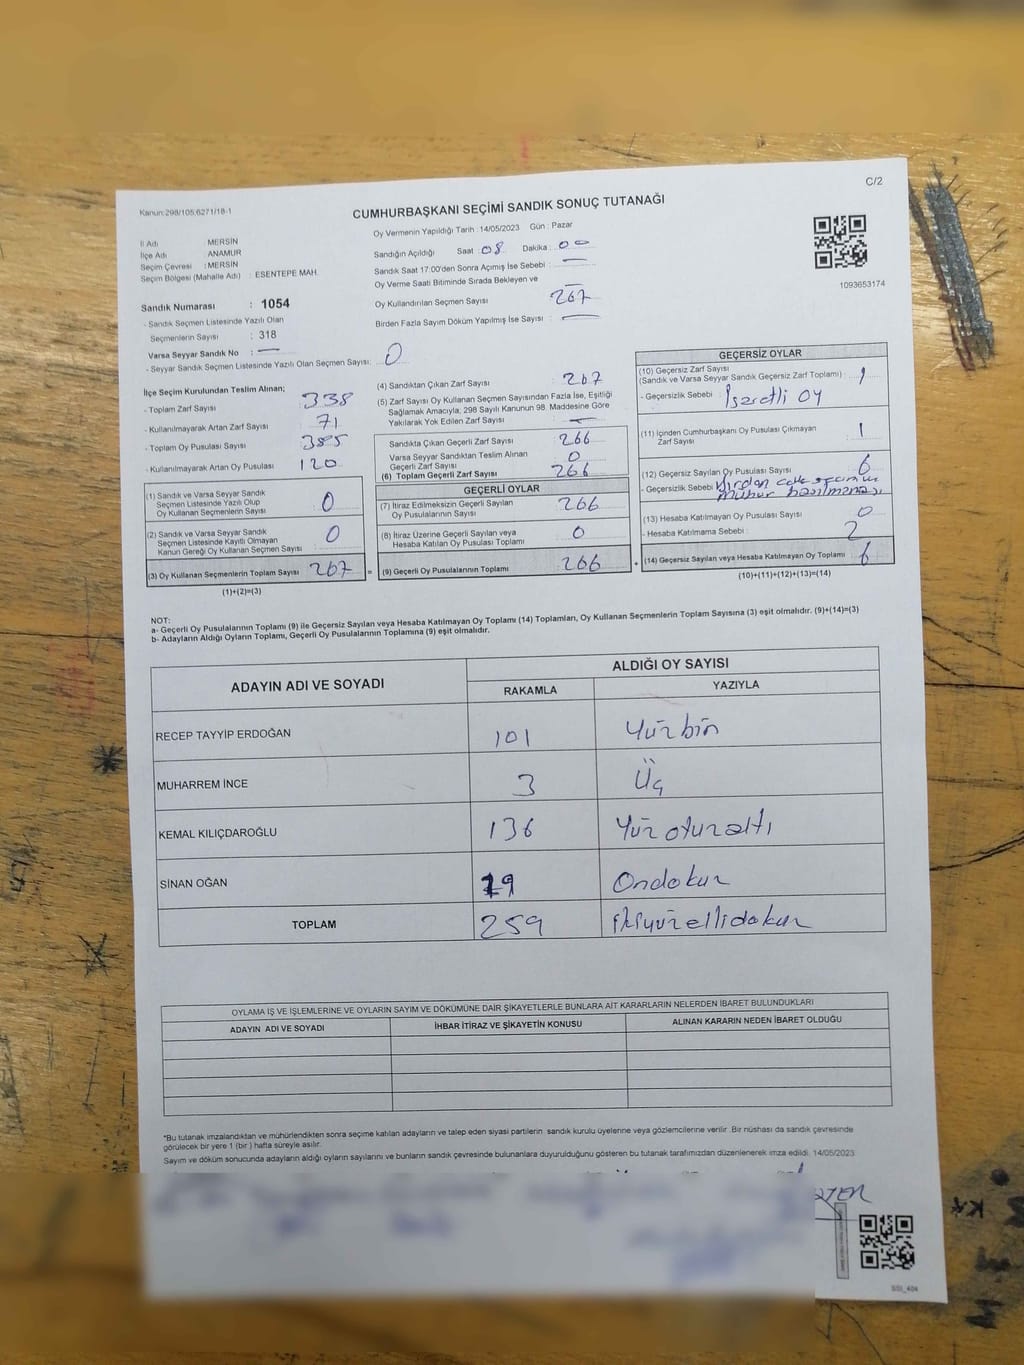 C/2
Kanun:298/105;6271/18-1
CUMHURBAŞKANI SEÇİMİ SANDIK SONUÇ TUTANAĞI
İl Adı : MERSİN
İlçe Adı : ANAMUR
Seçim Çevresi : MERSİN
Seçim Bölgesi (Mahalle Adı) : ESENTEPE MAH.
Sandık Numarası : 1054
- Sandık Seçmen Listesinde Yazılı Olan
Seçmenlerin Sayısı : 318
Varsa Seyyar Sandık No : —
- Seyyar Sandık Seçmen Listesinde Yazılı Olan Seçmen Sayısı: 0
Oy Vermenin Yapıldığı Tarih : 14/05/2023 Gün : Pazar
Sandığın Açıldığı Saat : 08 Dakika : 00
Sandık Saat 17:00'den Sonra Açımış İse Sebebi : —
Oy Verme Saati Bitiminde Sırada Bekleyen ve —
Oy Kullandırılan Seçmen Sayısı 267
Birden Fazla Sayım Döküm Yapılmış İse Sayısı : —
1093653174
İlçe Seçim Kurulundan Teslim Alınan;
- Toplam Zarf Sayısı 338
- Kullanılmayarak Artan Zarf Sayısı : 71
- Toplam Oy Pusulası Sayısı : 385
- Kullanılmayarak Artan Oy Pusulası : 120
(1) Sandık ve Varsa Seyyar Sandık
Seçmen Listesinde Yazılı Olup
Oy Kullanan Seçmenlerin Sayısı : 0
(2) Sandık ve Varsa Seyyar Sandık
Seçmen Listesinde Kayıtlı Olmayan
Kanun Gereği Oy Kullanan Seçmen Sayısı : 0
(3) Oy Kullanan Seçmenlerin Toplam Sayısı : 267
(1)+(2)=(3)
=
(4) Sandıktan Çıkan Zarf Sayısı : 267
(5) Zarf Sayısı Oy Kullanan Seçmen Sayısından Fazla İse, Eşitliği
Sağlamak Amacıyla; 298 Sayılı Kanunun 98. Maddesine Göre
Yakılarak Yok Edilen Zarf Sayısı : —
Sandıkta Çıkan Geçerli Zarf Sayısı : 266
Varsa Seyyar Sandıktan Teslim Alınan
Geçerli Zarf Sayısı : 0
(6) Toplam Geçerli Zarf Sayısı : 266
GEÇERLİ OYLAR
(7) İtiraz Edilmeksizin Geçerli Sayılan
Oy Pusulalarının Sayısı : 266
(8) İtiraz Üzerine Geçerli Sayılan veya
Hesaba Katılan Oy Pusulası Toplamı : 0
(9) Geçerli Oy Pusulalarının Toplamı : 266
+
GEÇERSİZ OYLAR
(10) Geçersiz Zarf Sayısı
(Sandık ve Varsa Seyyar Sandık Geçersiz Zarf Toplamı) : 1
- Geçersizlik Sebebi : İşaretli oy
(11) İçinden Cumhurbaşkanı Oy Pusulası Çıkmayan
Zarf Sayısı : 1
(12) Geçersiz Sayılan Oy Pusulası Sayısı : 6
- Geçersizlik Sebebi Birden mühür basılması
(13) Hesaba Katılmayan Oy Pusulası Sayısı : 0
- Hesaba Katılmama Sebebi : 2
(14) Geçersiz Sayılan veya Hesaba Katılmayan Oy Toplamı : 6
(10)+(11)+(12)+(13)=(14)
NOT:
a- Geçerli Oy Pusulalarının Toplamı (9) ile Geçersiz Sayılan veya Hesaba Katılmayan Oy Toplamı (14) Toplamları, Oy Kullanan Seçmenlerin Toplam Sayısına (3) eşit olmalıdır. (9)+(14)=(3)
b- Adayların Aldığı Oyların Toplamı, Geçerli Oy Pusulalarının Toplamına (9) eşit olmalıdır.
ADAYIN ADI VE SOYADI ALDIĞI OY SAYISI
RAKAMLA YAZIYLA
RECEP TAYYİP ERDOĞAN 101 Yüzbin
MUHARREM İNCE 3 Üç
KEMAL KILIÇDAROĞLU 136 Yüzotuzaltı
SİNAN OĞAN 19 Ondokuz
TOPLAM 259 ikiyüzellidokuz
OYLAMA İŞ VE İŞLEMLERİNE VE OYLARIN SAYIM VE DÖKÜMÜNE DAİR ŞİKAYETLERLE BUNLARA AİT KARARLARIN NELERDEN İBARET BULUNDUKLARI
ADAYIN ADI VE SOYADI İHBAR İTİRAZ VE ŞİKAYETİN KONUSU ALINAN KARARIN NEDEN İBARET OLDUĞU
*Bu tutanak imzalandıktan ve mühürlendikten sonra seçime katılan adayların ve talep eden siyasi partilerin sandık kurulu üyelerine veya gözlemcilerine verilir. Bir nüshası da sandık çevresinde
görülecek bir yere 1 (bir ) hafta süreyle asılır.
Sayım ve döküm sonucunda adayların aldığı oyların sayılarını ve bunların sandık çevresinde bulunanlara duyurulduğunu gösteren bu tutanak tarafımızdan düzenlenerek imza edildi. 14/05/2023
SSI_404